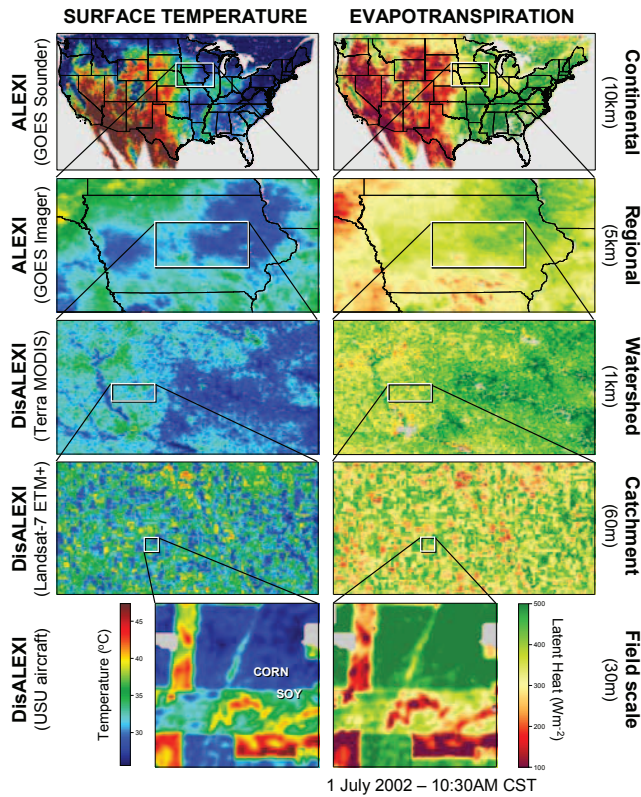 SURFACE TEMPERATURE
EVAPOTRANSPIRATION
ALEXI
(GOES Sounder)
Continental
(10km)
ALEXI
(GOES Imager)
Regional
(5km)
DisALEXI
(Terra MODIS)
Watershed
(1km)
DisALEXI
(Landsat-7 ETM+)
Catchment
(60m)
DisALEXI
(USU aircraft)
Temperature (ºC)
45
40
35
30
CORN
SOY
500
400
300
200
100
Latent Heat (Wm-2)
Field scale
(30m)
1 July 2002 – 10:30AM CST